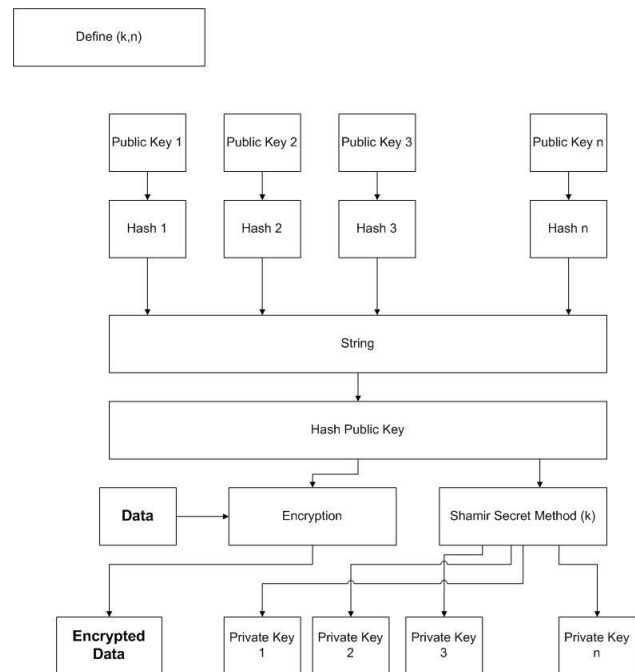 Define (k,n)
Public Key 1
Public Key 2
Public Key 3
Public Key n
Hash 1
Hash 2
Hash 3
Hash n
String
Hash Public Key
Data
Encryption
Shamir Secret Method (k)
Encrypted
Data
Private Key
1
Private Key
2
Private Key
3
Private Key
n